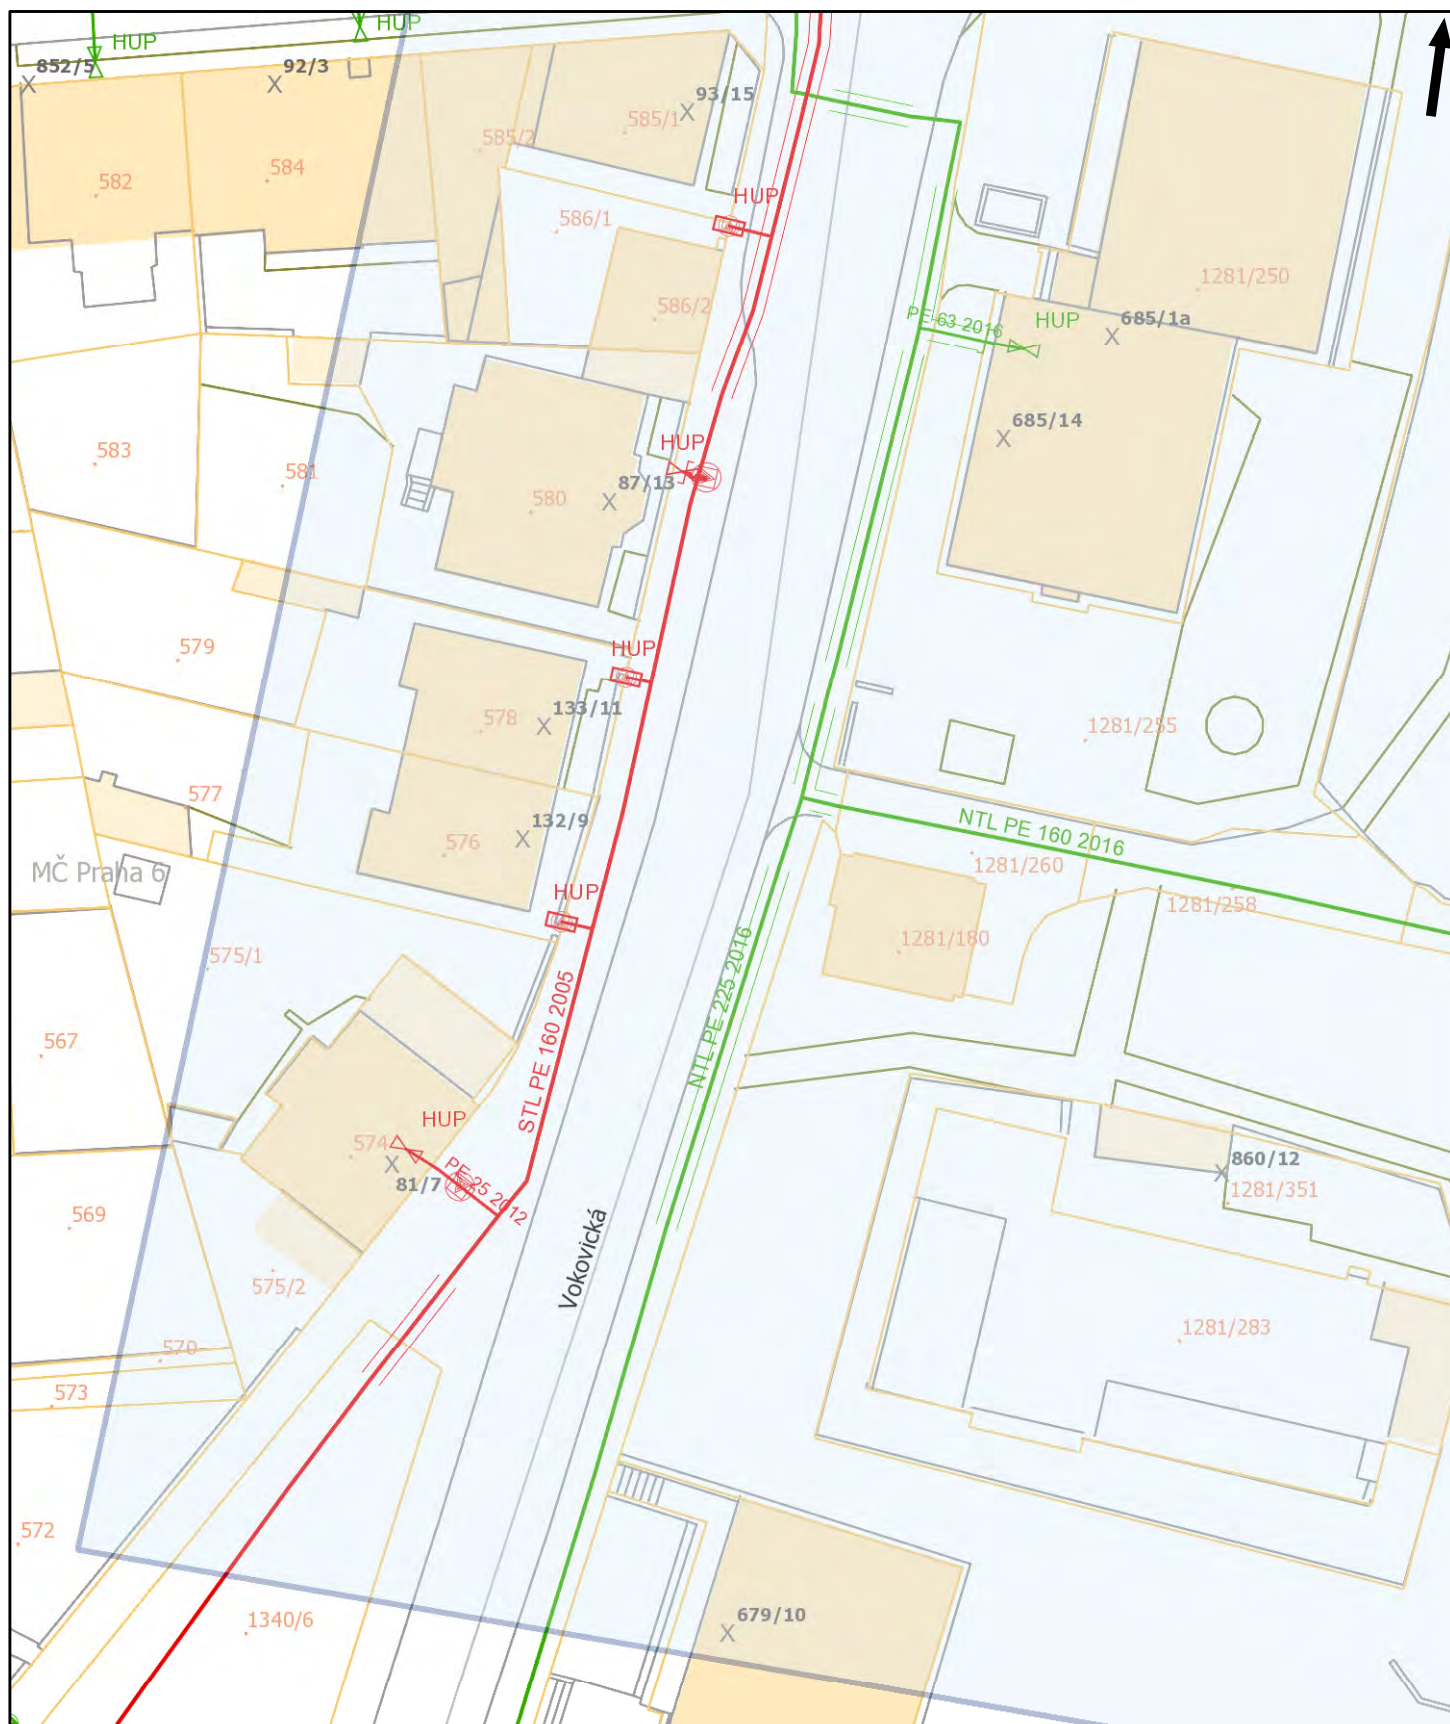 HUP
HUP
852/5
92/3
93/15
585/1
585/2
582
584
HUP
586/1
1281/250
586/2
PE 63 2016
HUP
685/1a
685/14
HUP
583
581
87/13
580
HUP
579
133/11
578
1281/255
577
132/9
576
NTL PE 160 2016
MČ Praha 6
1281/260
HUP
1281/258
1281/180
575/1
NTL PE 225 2016
STL PE 160 2005
567
HUP
574
PE 25 2012
81/7
860/12
1281/351
569
Vokovická
575/2
1281/283
570
573
572
1340/6
679/10